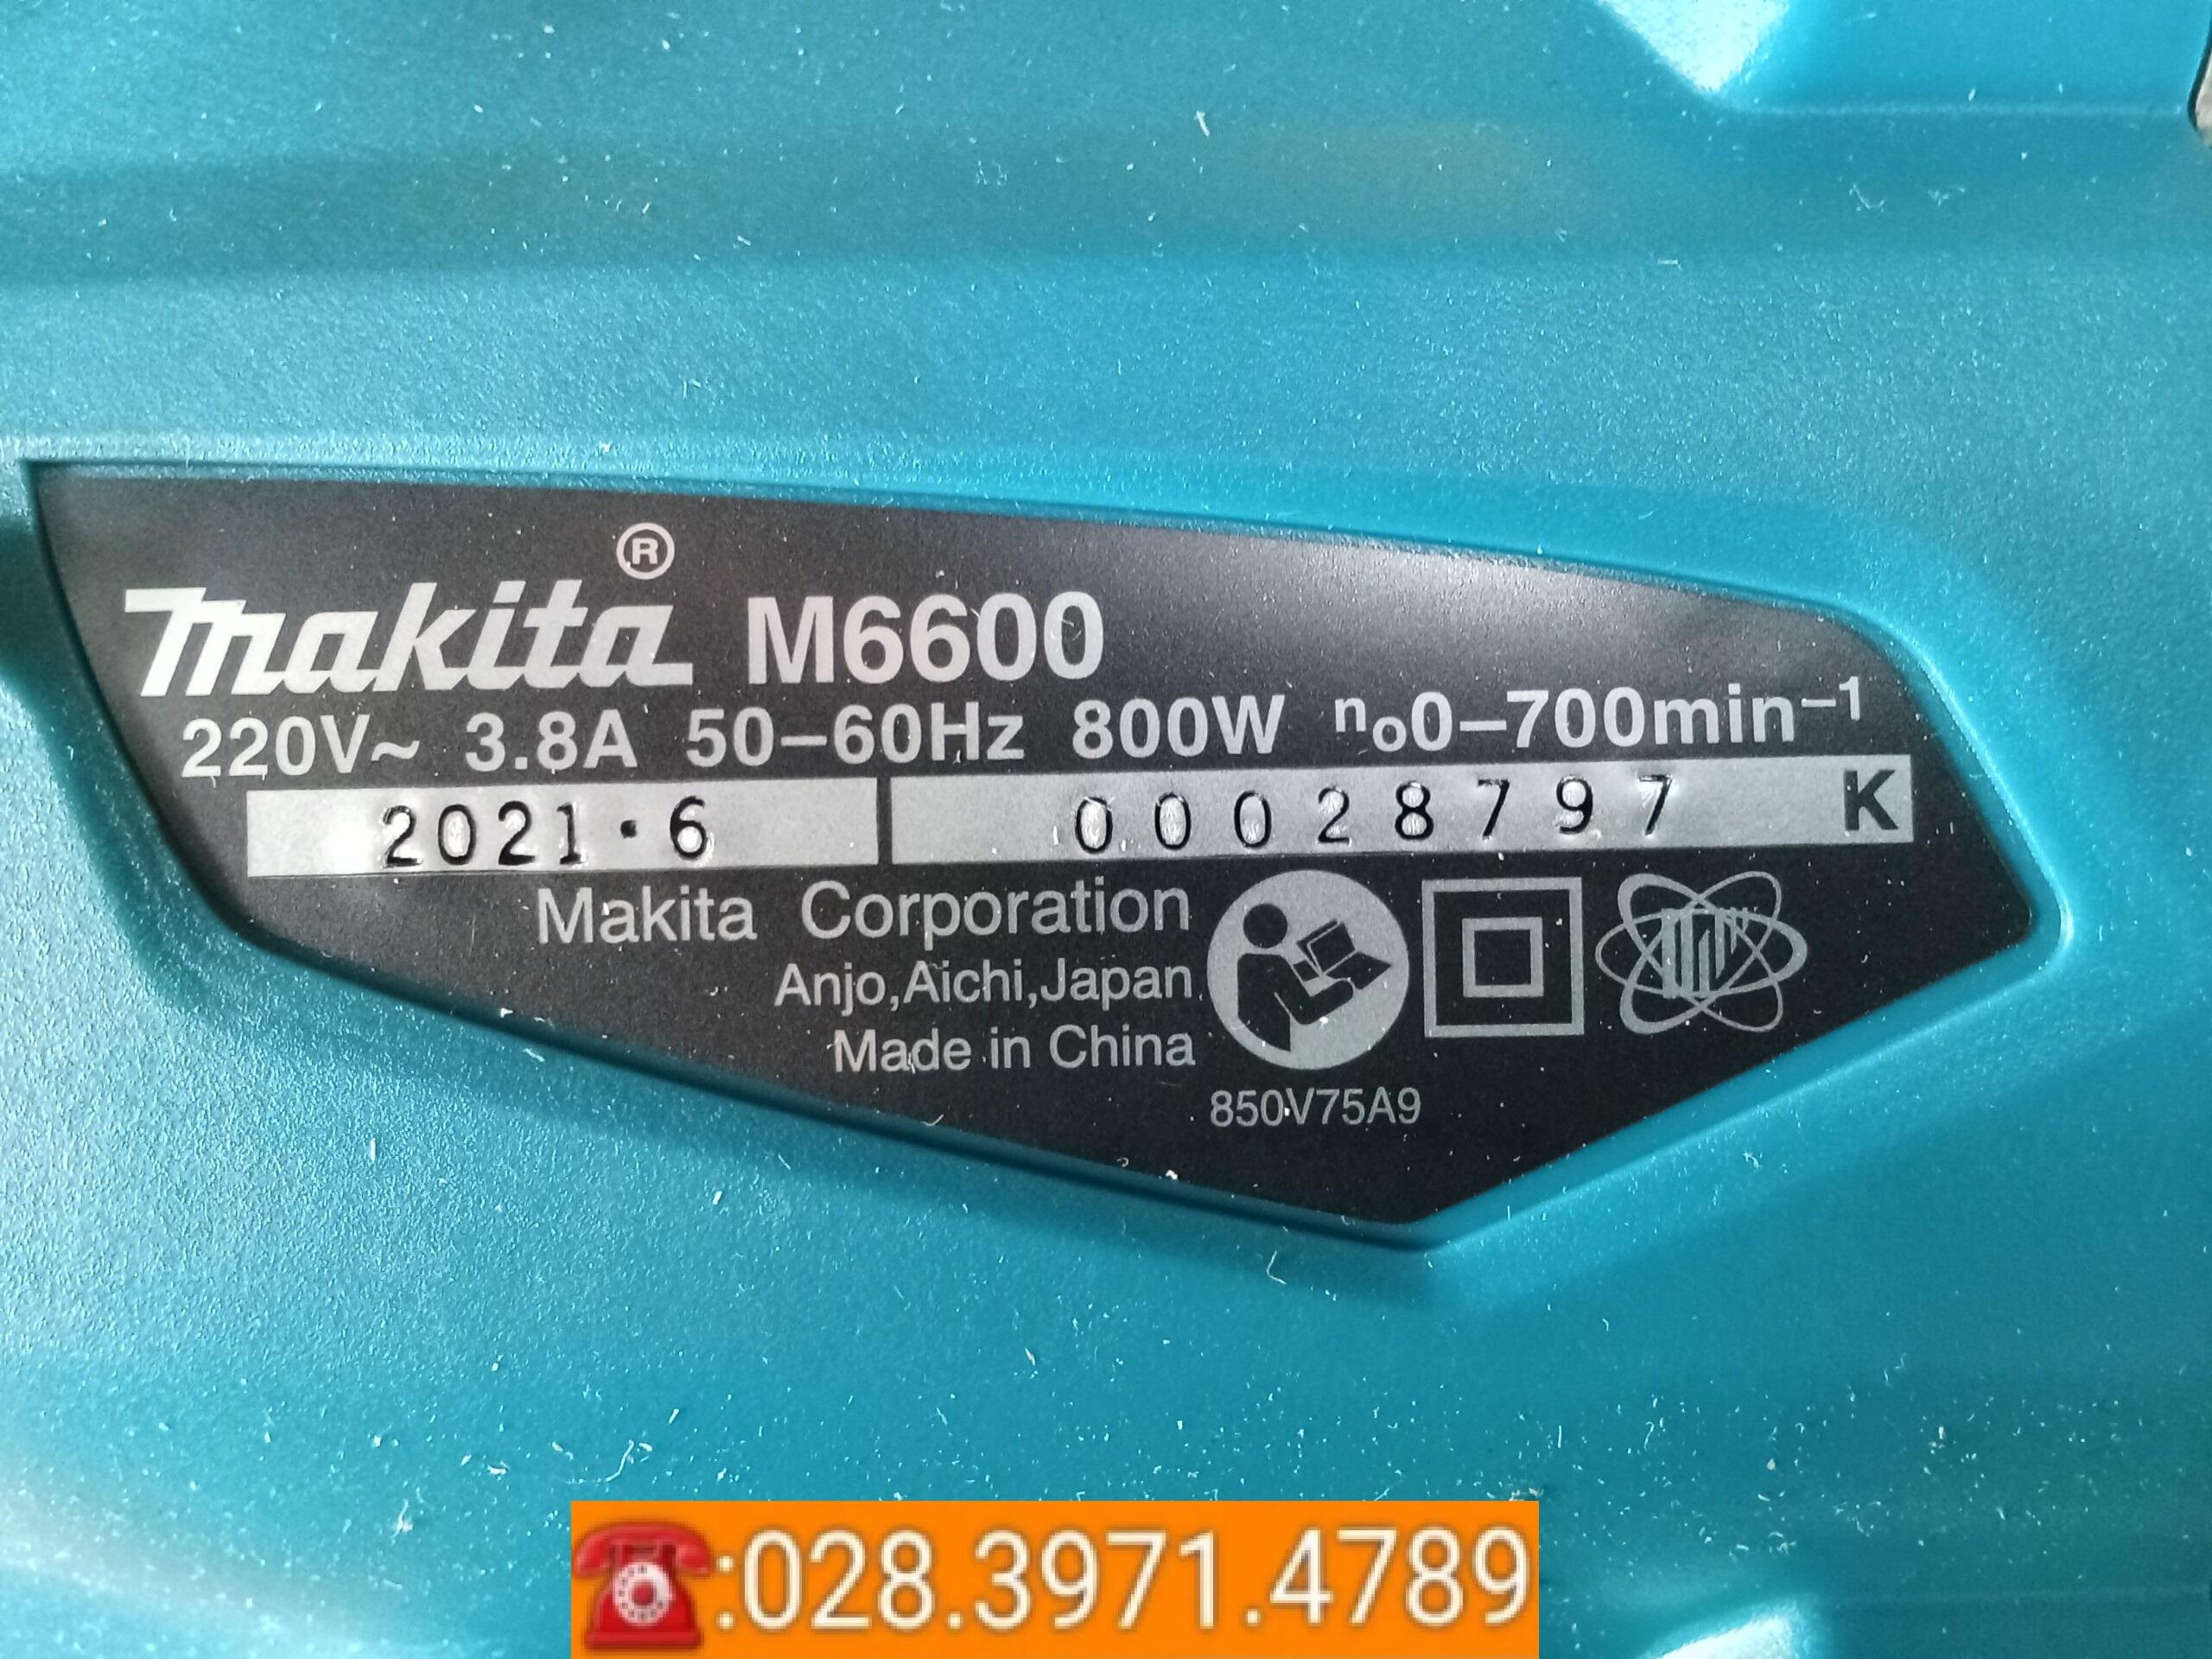 makita® M6600
220V~ 3.8A 50–60Hz 800W n₀0–700min⁻¹
2021・6 00028797 K
Makita Corporation
Anjo,Aichi,Japan
Made in China
850V75A9
☎:028.3971.4789